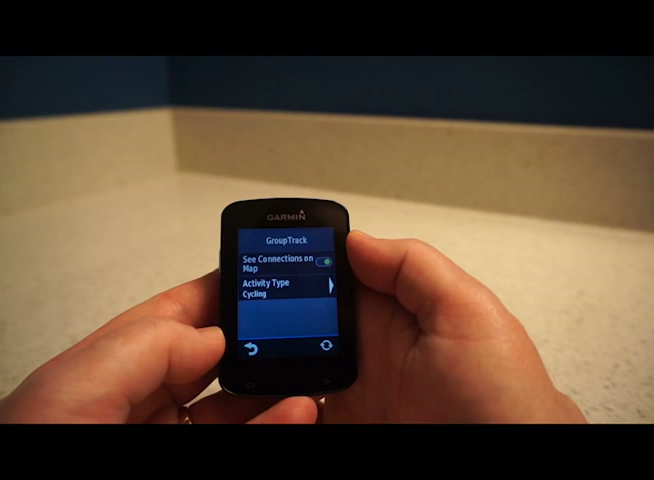 GARMIN
GroupTrack
See Connections on
Map
Activity Type
Cycling